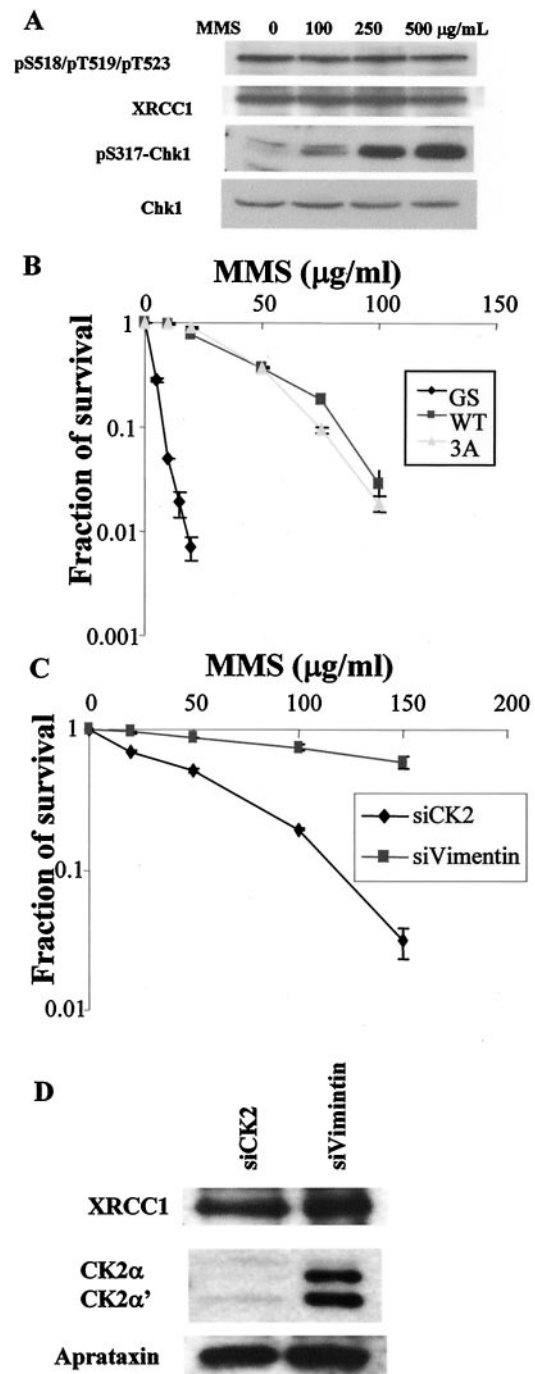 A
MMS 0 100 250 500 µg/mL
pS518/pT519/pT523
XRCC1
pS317-Chk1
Chk1
B
MMS (µg/ml)
0 50 100 150
1
0.1
0.01
0.001
Fraction of survival
GS
WT
3A
C
MMS (µg/ml)
0 50 100 150 200
1
0.1
0.01
Fraction of survival
siCK2
siVimentin
D
siCK2
siVimintin
XRCC1
CK2α
CK2α’
Aprataxin